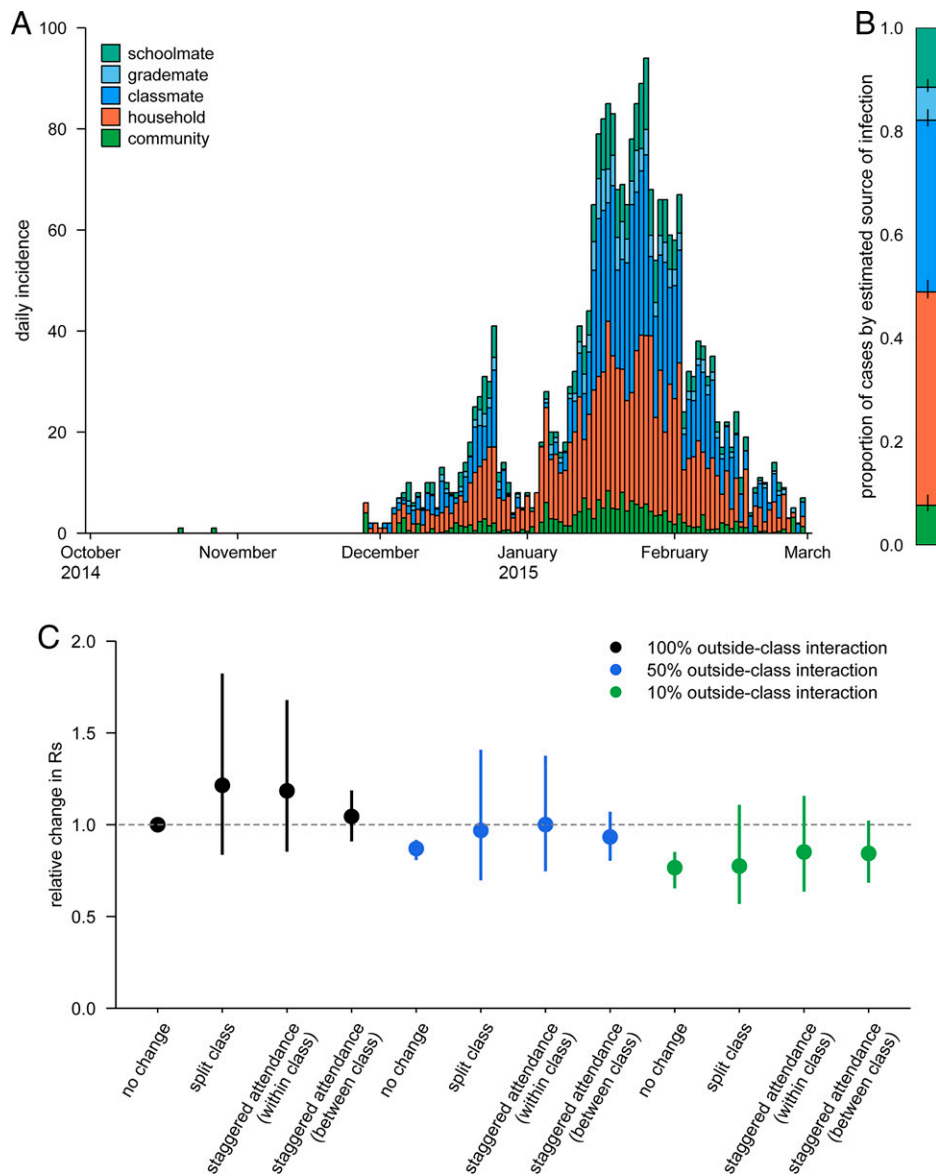 A
100
80
60
40
20
0
daily incidence
schoolmate
grademate
classmate
household
community
October
2014
November
December
January
2015
February
March
B
1.0
0.8
0.6
0.4
0.2
0.0
proportion of cases by estimated source of infection
C
2.0
1.5
1.0
0.5
0.0
relative change in Rs
100% outside-class interaction
50% outside-class interaction
10% outside-class interaction
no change
split class
staggered attendance
(within class)
staggered attendance
(between class)
no change
split class
staggered attendance
(within class)
staggered attendance
(between class)
no change
split class
staggered attendance
(within class)
staggered attendance
(between class)